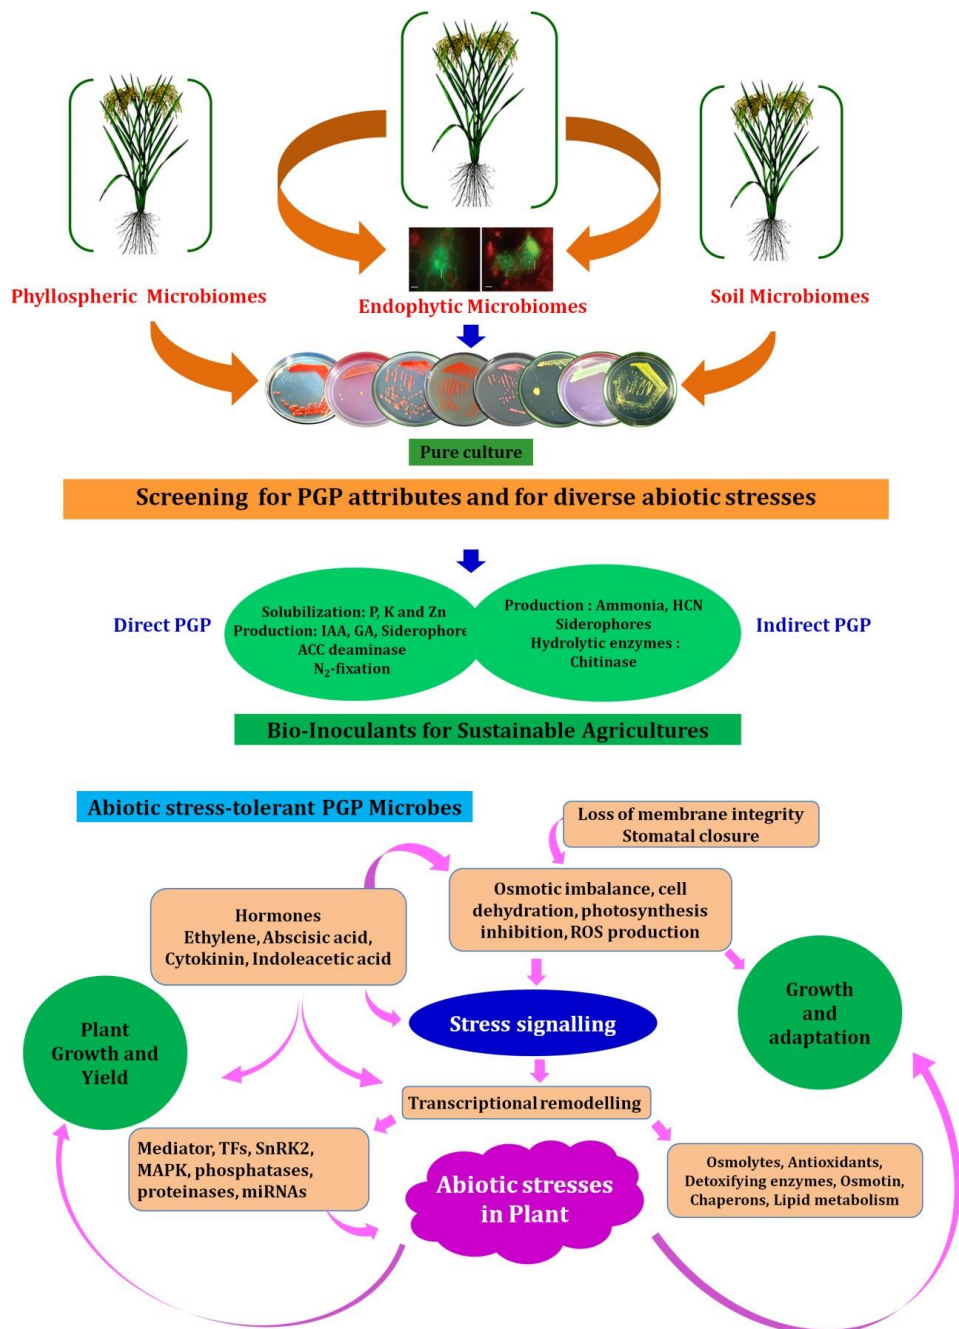 Phyllospheric Microbiomes
Endophytic Microbiomes
Soil Microbiomes
Pure culture
Screening for PGP attributes and for diverse abiotic stresses
Direct PGP
Solubilization: P, K and Zn
Production: IAA, GA, Siderophore
ACC deaminase
N₂-fixation
Production : Ammonia, HCN
Siderophores
Hydrolytic enzymes :
Chitinase
Indirect PGP
Bio-Inoculants for Sustainable Agricultures
Abiotic stress-tolerant PGP Microbes
Loss of membrane integrity
Stomatal closure
Hormones
Ethylene, Abscisic acid,
Cytokinin, Indoleacetic acid
Osmotic imbalance, cell
dehydration, photosynthesis
inhibition, ROS production
Plant
Growth and
Yield
Stress signalling
Growth
and
adaptation
Transcriptional remodelling
Mediator, TFs, SnRK2,
MAPK, phosphatases,
proteinases, miRNAs
Abiotic stresses
in Plant
Osmolytes, Antioxidants,
Detoxifying enzymes, Osmotin,
Chaperons, Lipid metabolism